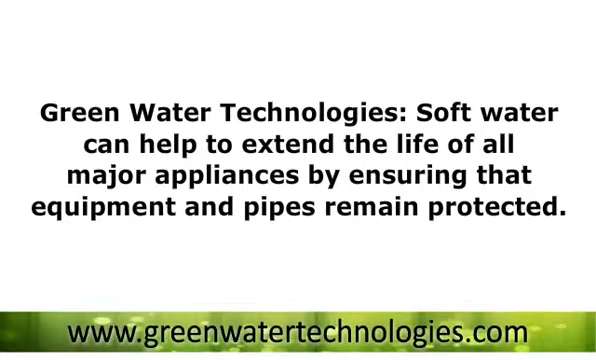 Green Water Technologies: Soft water
can help to extend the life of all
major appliances by ensuring that
equipment and pipes remain protected.
www.greenwatertechnologies.com